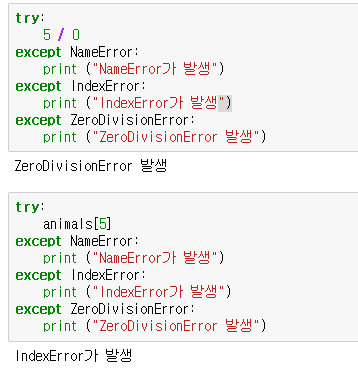 try:
    5 / 0
except NameError:
    print ("NameError가 발생")
except IndexError:
    print ("IndexError가 발생")
except ZeroDivisionError:
    print ("ZeroDivisionError 발생")
ZeroDivisionError 발생
try:
    animals[5]
except NameError:
    print ("NameError가 발생")
except IndexError:
    print ("IndexError가 발생")
except ZeroDivisionError:
    print ("ZeroDivisionError 발생")
IndexError가 발생